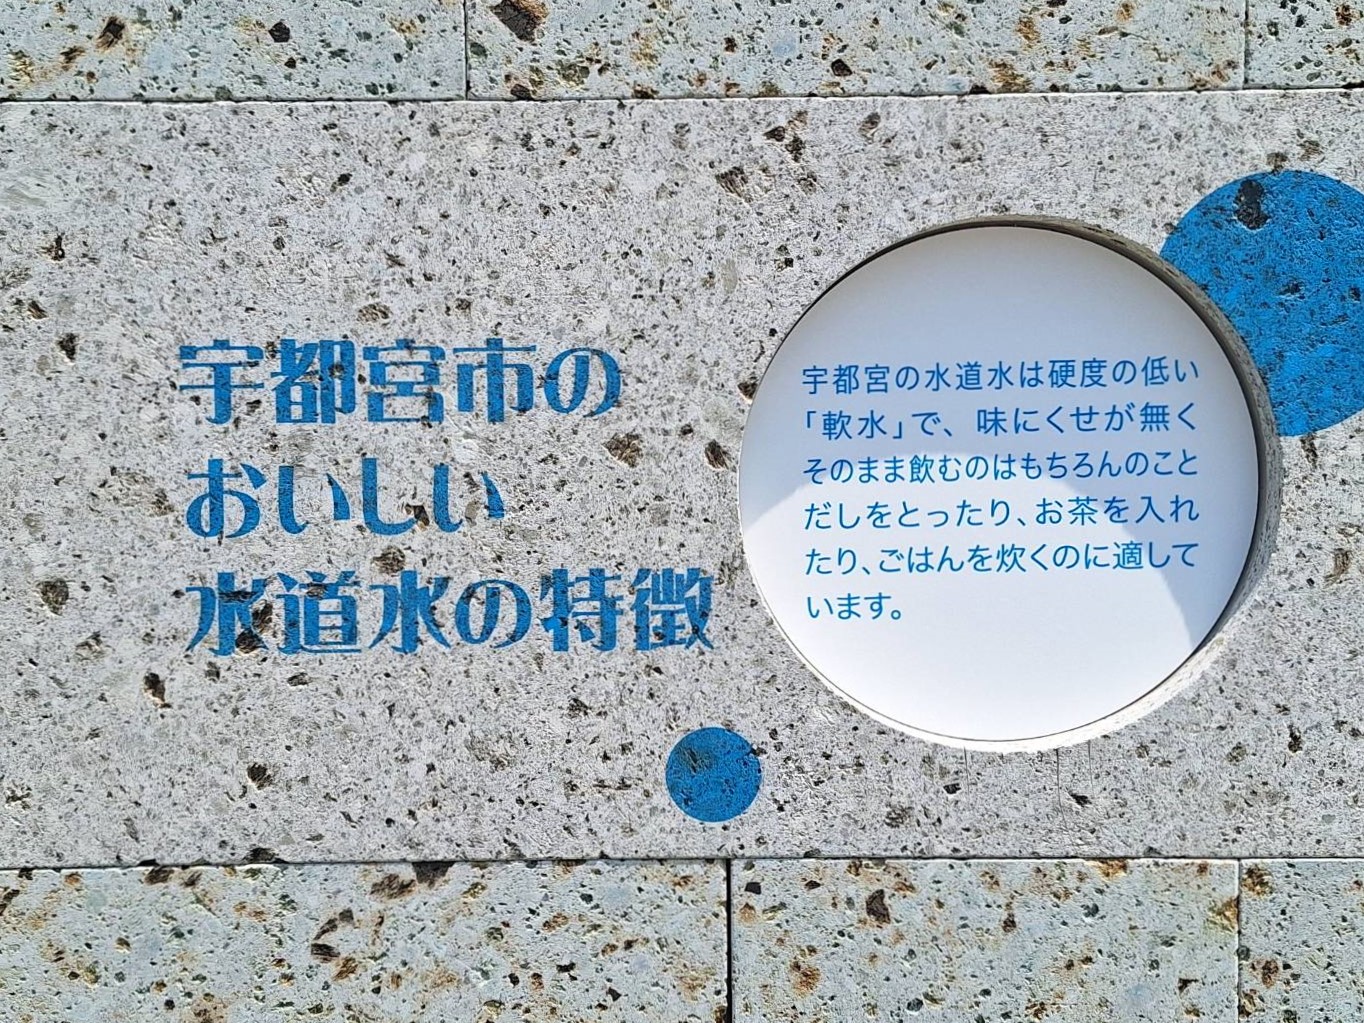 宇都宮市の
おいしい
水道水の特徴
宇都宮の水道水は硬度の低い
「軟水」で、味にくせが無く
そのまま飲むのはもちろんのこと
だしをとったり、お茶を入れ
たり、ごはんを炊くのに適して
います。